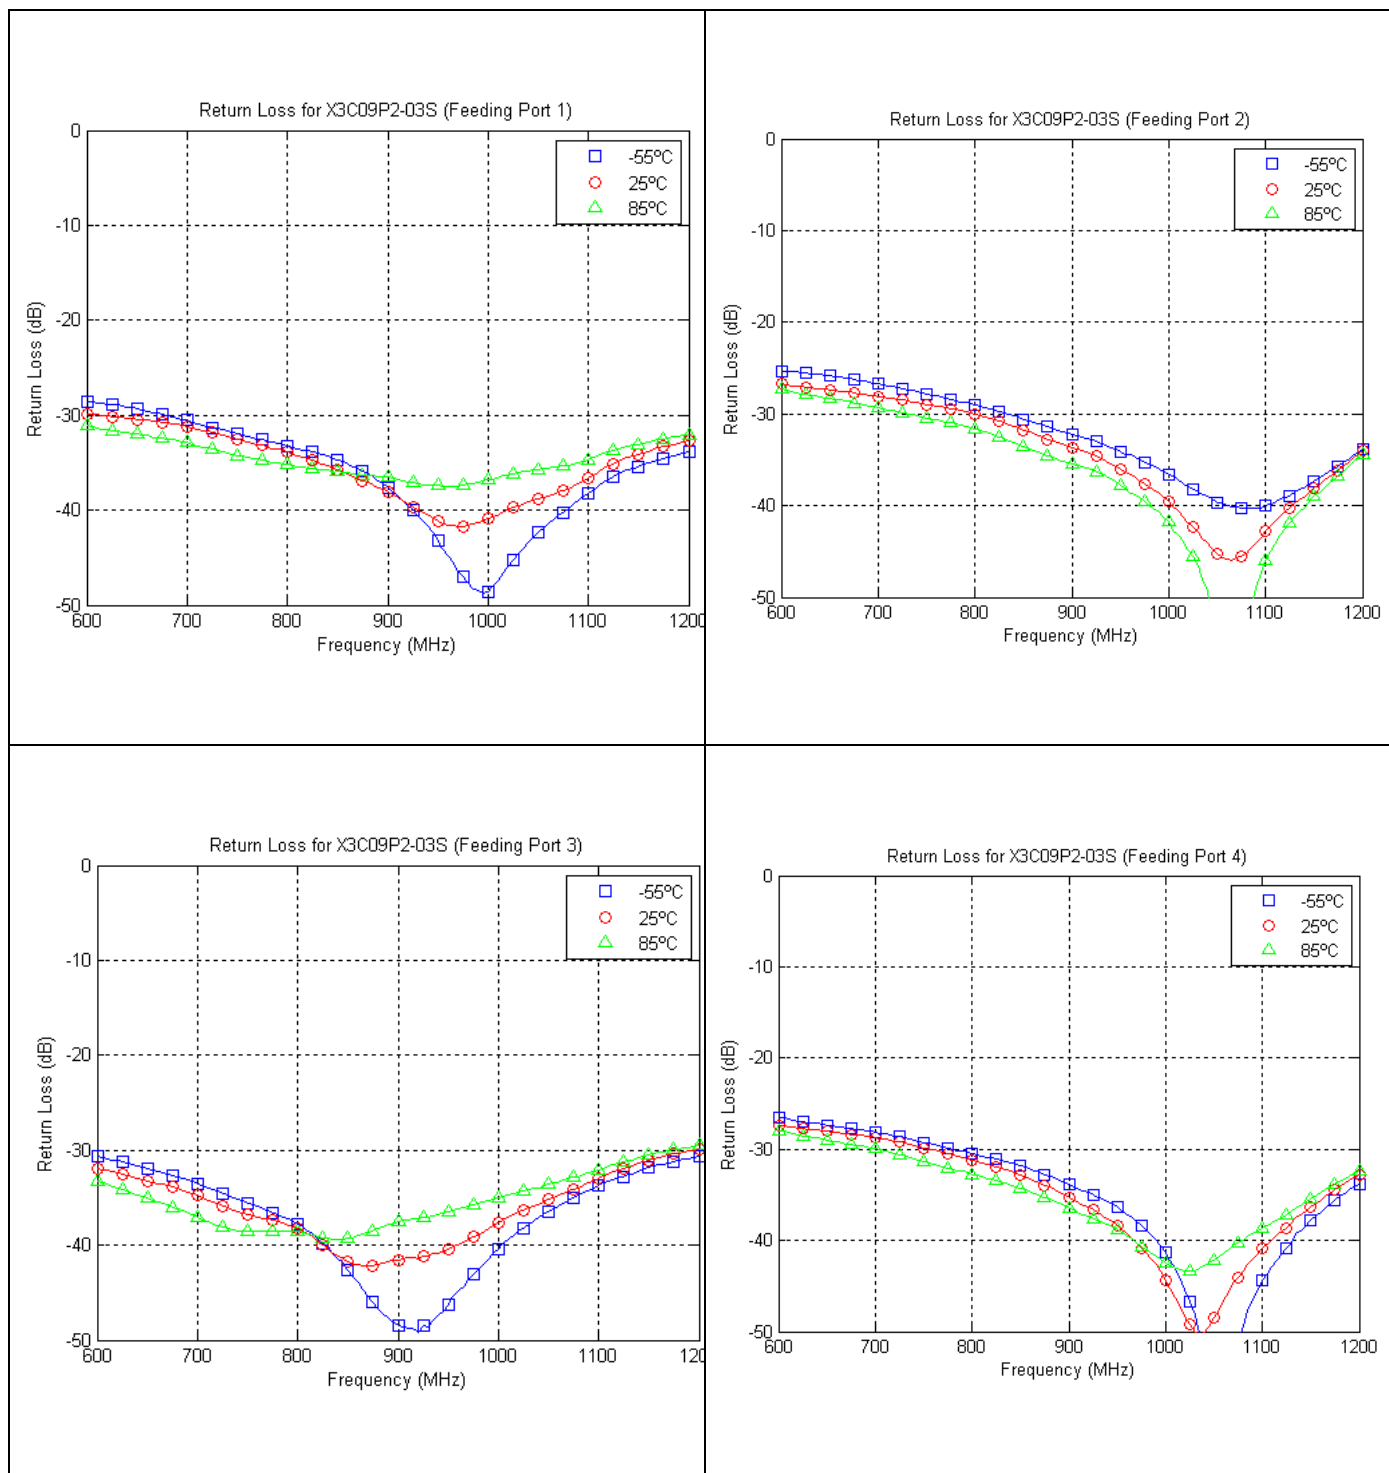 Return Loss for X3C09P2-03S (Feeding Port 1)
0
-10
-20
-30
-40
-50
Return Loss (dB)
-55ºC
25ºC
85ºC
600 700 800 900 1000 1100 1200
Frequency (MHz)
Return Loss for X3C09P2-03S (Feeding Port 2)
0
-10
-20
-30
-40
-50
Return Loss (dB)
-55ºC
25ºC
85ºC
600 700 800 900 1000 1100 1200
Frequency (MHz)
Return Loss for X3C09P2-03S (Feeding Port 3)
0
-10
-20
-30
-40
-50
Return Loss (dB)
-55ºC
25ºC
85ºC
600 700 800 900 1000 1100 120
Frequency (MHz)
Return Loss for X3C09P2-03S (Feeding Port 4)
0
-10
-20
-30
-40
-50
Return Loss (dB)
-55ºC
25ºC
85ºC
600 700 800 900 1000 1100 1200
Frequency (MHz)